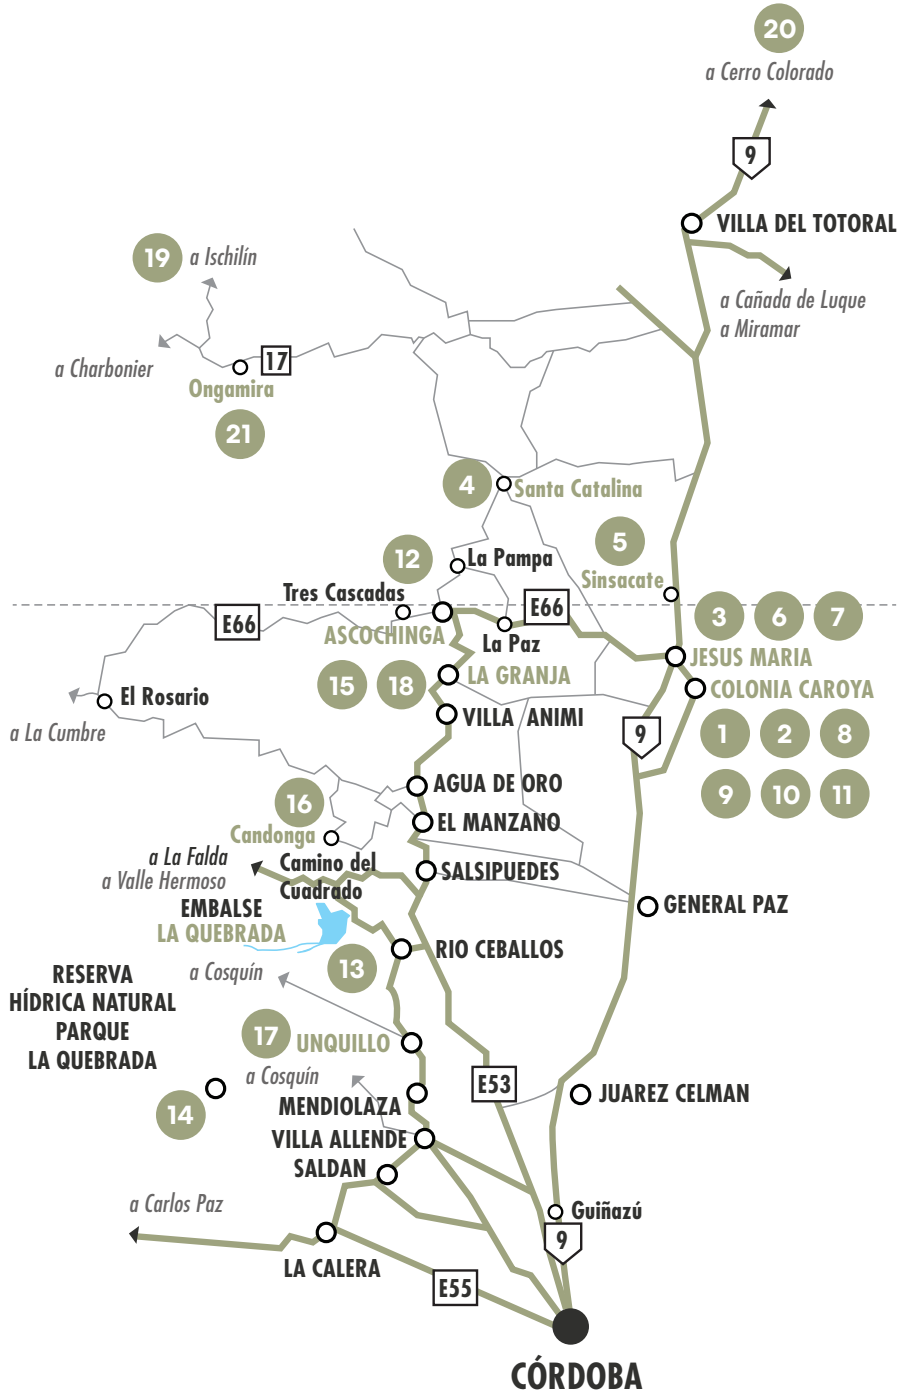 20
a Cerro Colorado
9
VILLA DEL TOTORAL
19
a Ischilín
a Cañada de Luque
a Miramar
a Charbonier
17
Ongamira
21
4
Santa Catalina
5
12
La Pampa
Sinsacate
Tres Cascadas
E66
E66
3
6
7
ASCOCHINGA
La Paz
JESUS MARIA
15
18
LA GRANJA
COLONIA CAROYA
El Rosario
VILLA ANIMI
a La Cumbre
9
1
2
8
AGUA DE ORO
9
10
11
16
EL MANZANO
Candonga
a La Falda
a Valle Hermoso
Camino del
Cuadrado
SALSIPUEDES
EMBALSE
LA QUEBRADA
GENERAL PAZ
RIO CEBALLOS
13
a Cosquín
RESERVA
HÍDRICA NATURAL
PARQUE
LA QUEBRADA
17
UNQUILLO
a Cosquín
E53
14
MENDIOLAZA
JUAREZ CELMAN
VILLA ALLENDE
SALDAN
a Carlos Paz
Guiñazú
9
LA CALERA
E55
CÓRDOBA